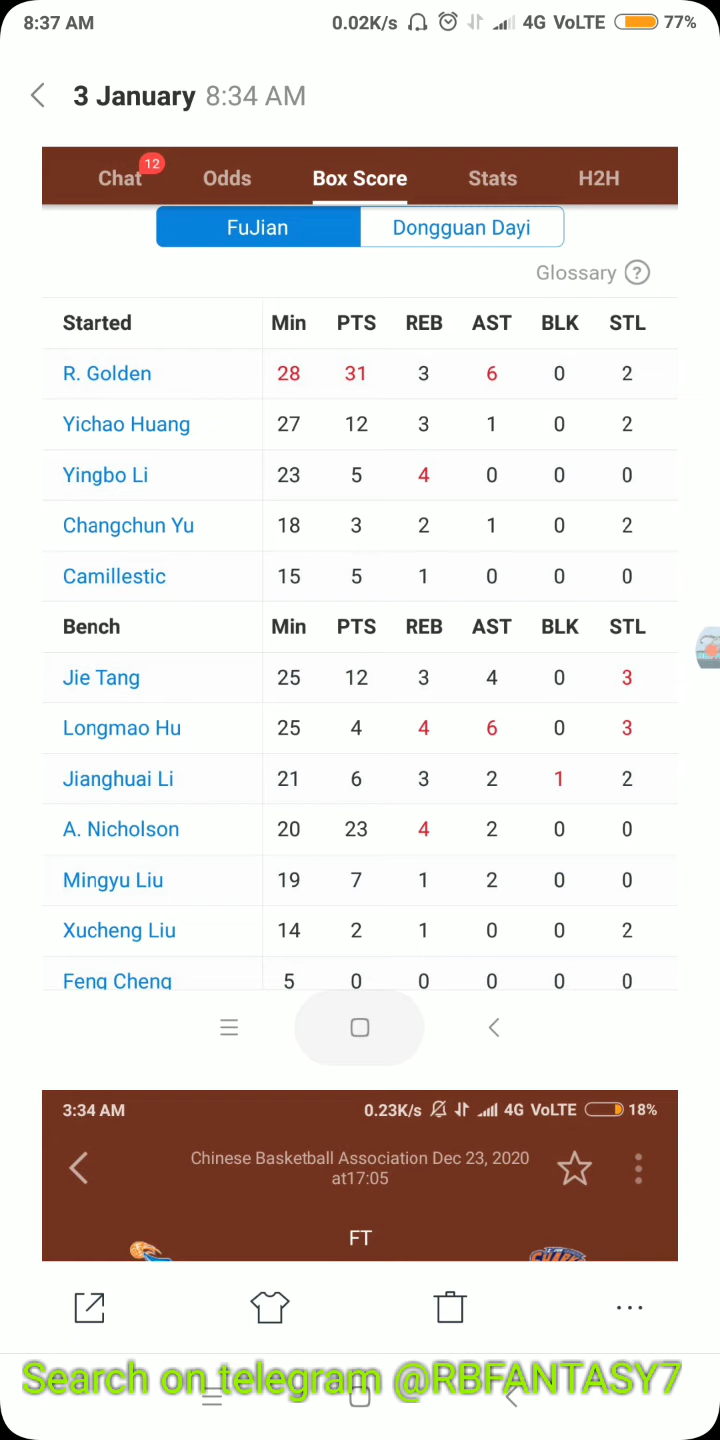 8:37 AM 0.02K/s 4G VoLTE 77%
3 January 8:34 AM
Chat 12 Odds Box Score Stats H2H
FuJian Dongguan Dayi
Glossary ?
Started Min PTS REB AST BLK STL
R. Golden 28 31 3 6 0 2
Yichao Huang 27 12 3 1 0 2
Yingbo Li 23 5 4 0 0 0
Changchun Yu 18 3 2 1 0 2
Camillestic 15 5 1 0 0 0
Bench Min PTS REB AST BLK STL
Jie Tang 25 12 3 4 0 3
Longmao Hu 25 4 4 6 0 3
Jianghuai Li 21 6 3 2 1 2
A. Nicholson 20 23 4 2 0 0
Mingyu Liu 19 7 1 2 0 0
Xucheng Liu 14 2 1 0 0 2
Feng Cheng 5 0 0 0 0 0
3:34 AM 0.23K/s 4G VoLTE 18%
Chinese Basketball Association Dec 23, 2020
at17:05
FT
Search on telegram @RBFANTASY7